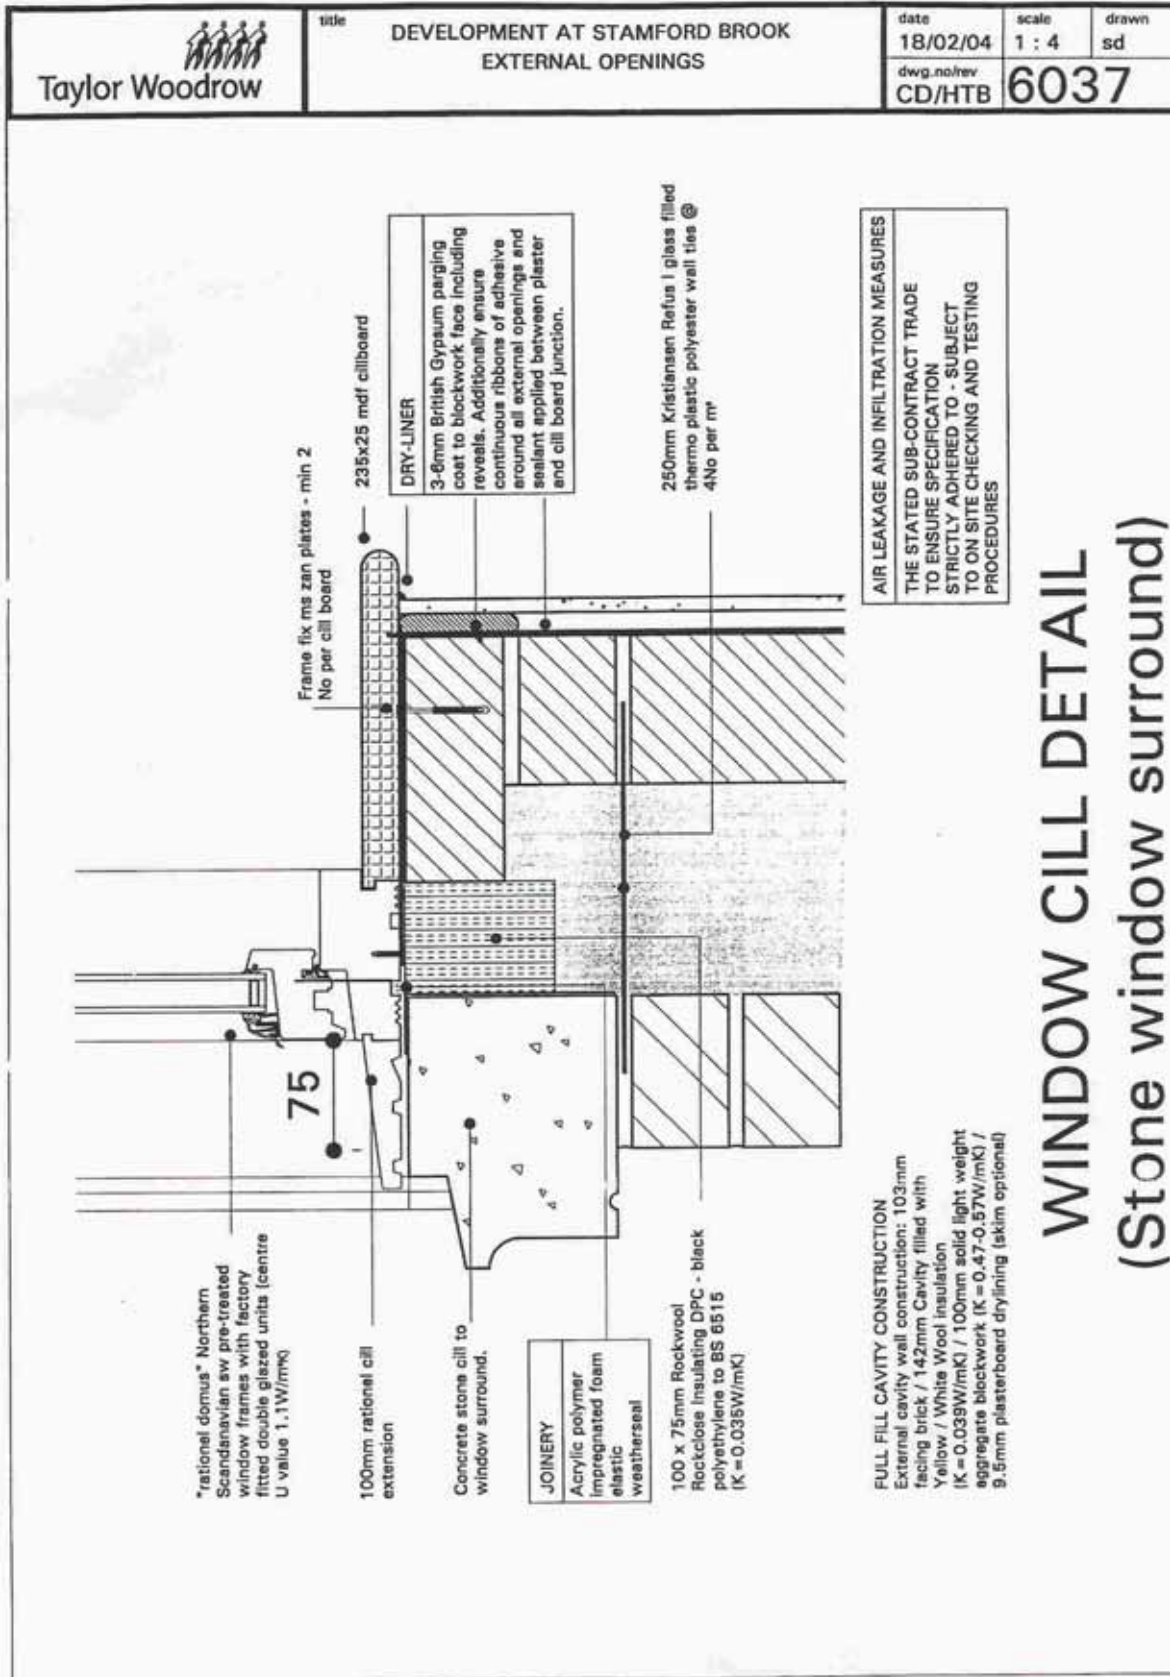 Taylor Woodrow
title
DEVELOPMENT AT STAMFORD BROOK
EXTERNAL OPENINGS
date
18/02/04
scale
1 : 4
drawn
sd
dwg.no/rev
CD/HTB
6037
"rational domus" Northern
Scandanavian sw pre-treated
window frames with factory
fitted double glazed units (centre
U value 1.1W/m²K)
100mm rational cill
extension
Concrete stone cill to
window surround.
JOINERY
Acrylic polymer
impregnated foam
elastic
weatherseal
100 x 75mm Rockwool
Rockclose Insulating DPC - black
polyethylene to BS 6515
(K=0.035W/mK)
FULL FILL CAVITY CONSTRUCTION
External cavity wall construction: 103mm
facing brick / 142mm Cavity filled with
Yellow / White Wool insulation
(K=0.039W/mK) / 100mm solid light weight
aggregate blockwork (K=0.47-0.57W/mK) /
9.5mm plasterboard drylining (skim optional)
75
Frame fix ms zan plates - min 2
No per cill board
235x25 mdf cillboard
DRY-LINER
3-6mm British Gypsum parging
coat to blockwork face including
reveals. Additionally ensure
continuous ribbons of adhesive
around all external openings and
sealant applied between plaster
and cill board junction.
250mm Kristiansen Refus I glass filled
thermo plastic polyester wall ties @
4No per m²
AIR LEAKAGE AND INFILTRATION MEASURES
THE STATED SUB-CONTRACT TRADE
TO ENSURE SPECIFICATION
STRICTLY ADHERED TO - SUBJECT
TO ON SITE CHECKING AND TESTING
PROCEDURES
WINDOW CILL DETAIL
(Stone window surround)